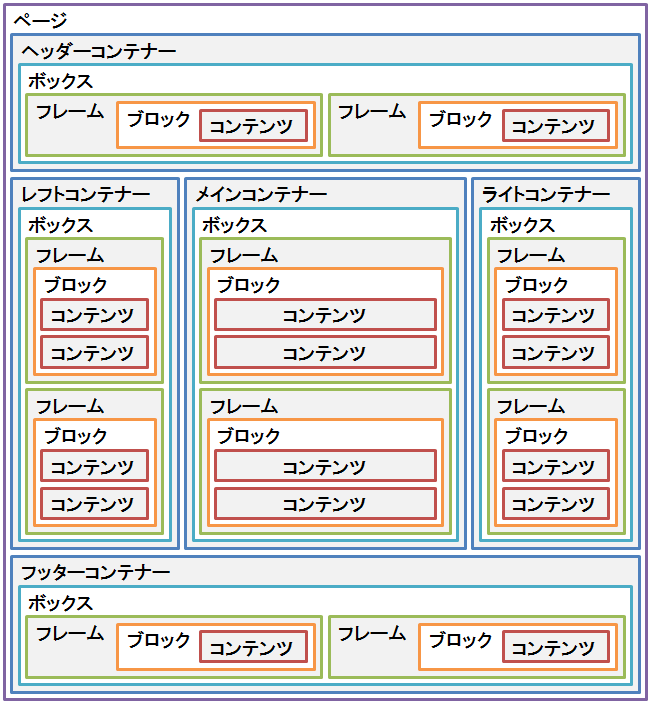 ページ
ヘッダーコンテナー
ボックス
フレーム
ブロック
コンテンツ
フレーム
ブロック
コンテンツ
レフトコンテナー
ボックス
フレーム
ブロック
コンテンツ
コンテンツ
フレーム
ブロック
コンテンツ
コンテンツ
メインコンテナー
ボックス
フレーム
ブロック
コンテンツ
コンテンツ
フレーム
ブロック
コンテンツ
コンテンツ
ライトコンテナー
ボックス
フレーム
ブロック
コンテンツ
コンテンツ
フレーム
ブロック
コンテンツ
コンテンツ
フッターコンテナー
ボックス
フレーム
ブロック
コンテンツ
フレーム
ブロック
コンテンツ